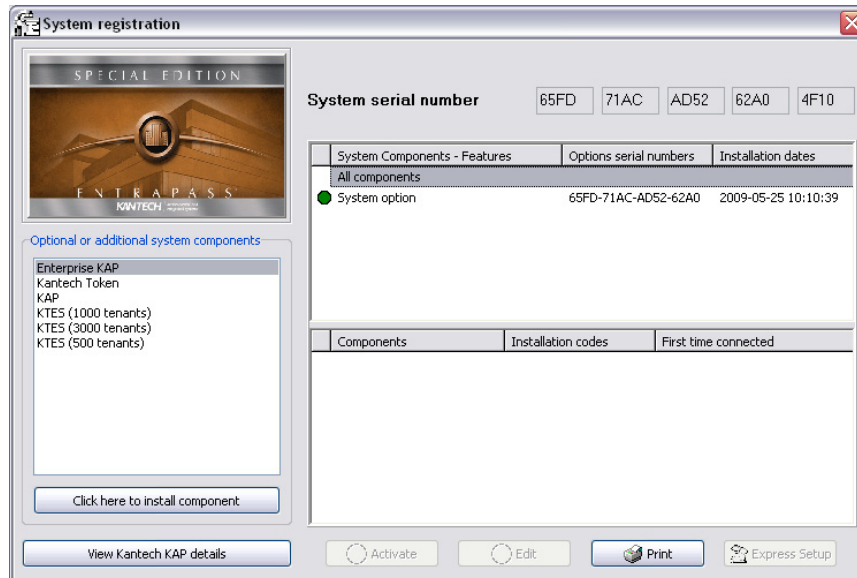 System registration
SPECIAL EDITION
ENTRAPASS
KANTECH
System serial number 65FD 71AC AD52 62A0 4F10
System Components - Features Options serial numbers Installation dates
All components
System option 65FD-71AC-AD52-62A0 2009-05-25 10:10:39
Optional or additional system components
Enterprise KAP
Kantech Token
KAP
KTES (1000 tenants)
KTES (3000 tenants)
KTES (500 tenants)
Components Installation codes First time connected
Click here to install component
View Kantech KAP details
Activate Edit Print Express Setup